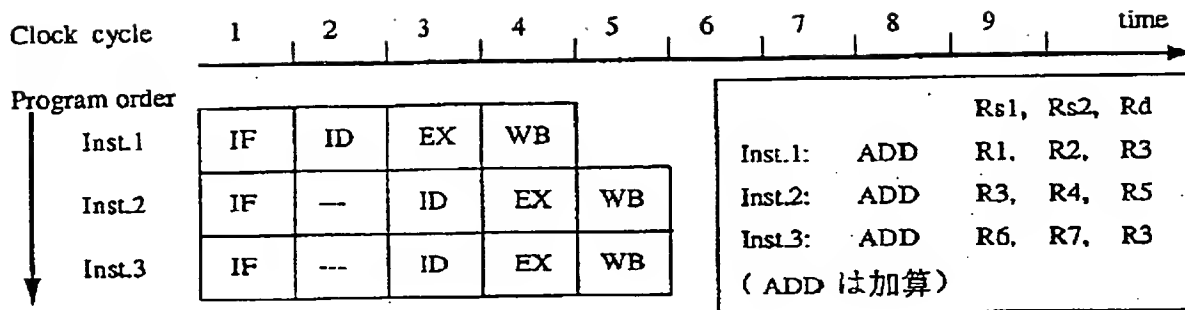 Clock cycle 1 2 3 4 5 6 7 8 9 time
Program order
Inst.1 IF ID EX WB
Inst.2 IF --- ID EX WB
Inst.3 IF --- ID EX WB
Rs1, Rs2, Rd
Inst.1: ADD R1, R2, R3
Inst.2: ADD R3, R4, R5
Inst.3: ADD R6, R7, R3
( ADD は加算)